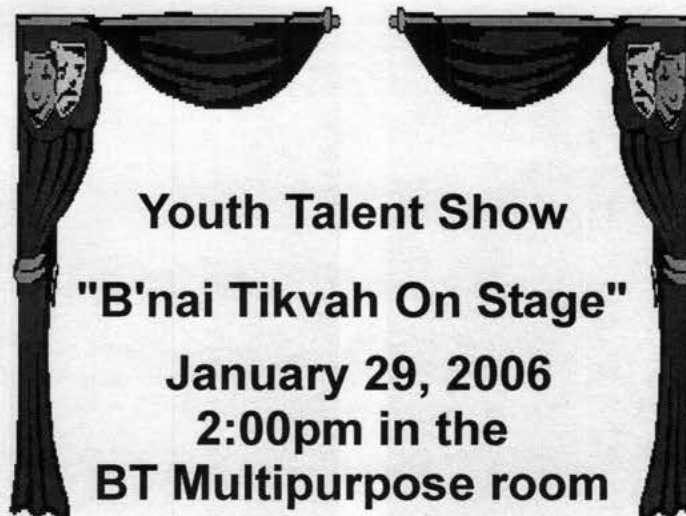 Youth Talent Show
"B'nai Tikvah On Stage"
January 29, 2006
2:00pm in the
BT Multipurpose room